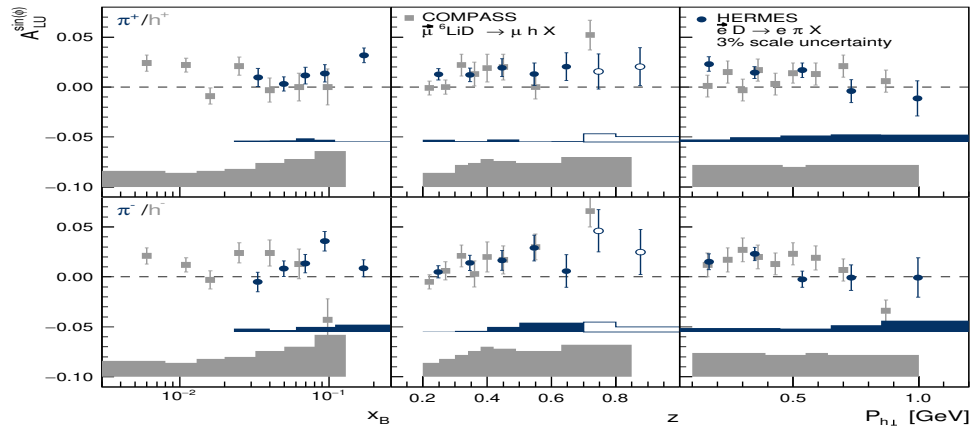 A_LU^sin(ϕ)
π⁺/h⁺
COMPASS
μ⃗ ⁶LiD → μ h X
HERMES
e⃗ D → e π X
3% scale uncertainty
0.05
0.00
−0.05
−0.10
π⁻/h⁻
0.05
0.00
−0.05
−0.10
10⁻² 10⁻¹
0.2 0.4 0.6 0.8
0.5 1.0
x_B
z
P_h⊥ [GeV]